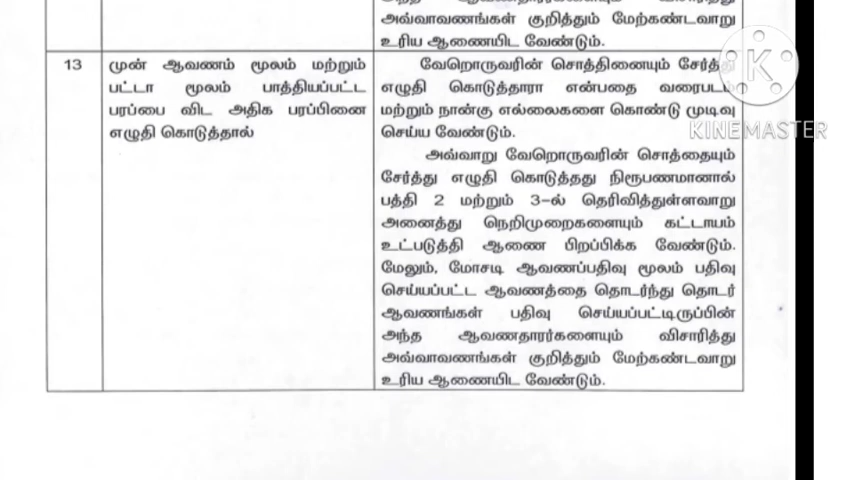 அவ்வாவணங்கள் குறித்தும் மேற்கண்டவாறு
உரிய ஆணையிட வேண்டும்.
13
முன் ஆவணம் மூலம் மற்றும்
பட்டா மூலம் பாத்தியப்பட்ட
பரப்பை விட அதிக பரப்பினை
எழுதி கொடுத்தால்
வேறொருவரின் சொத்தினையும் சேர்த்து
எழுதி கொடுத்தாரா என்பதை வரைபடம்
மற்றும் நான்கு எல்லைகளை கொண்டு முடிவு
செய்ய வேண்டும்.
அவ்வாறு வேறொருவரின் சொத்தையும்
சேர்த்து எழுதி கொடுத்தது நிரூபணமானால்
பத்தி 2 மற்றும் 3-ல் தெரிவித்துள்ளவாறு
அனைத்து நெறிமுறைகளையும் கட்டாயம்
உட்படுத்தி ஆணை பிறப்பிக்க வேண்டும்.
மேலும், மோசடி ஆவணப்பதிவு மூலம் பதிவு
செய்யப்பட்ட ஆவணத்தை தொடர்ந்து தொடர்
ஆவணங்கள் பதிவு செய்யப்பட்டிருப்பின்
அந்த ஆவணதாரர்களையும் விசாரித்து
அவ்வாவணங்கள் குறித்தும் மேற்கண்டவாறு
உரிய ஆணையிட வேண்டும்.
K
KINEMASTER